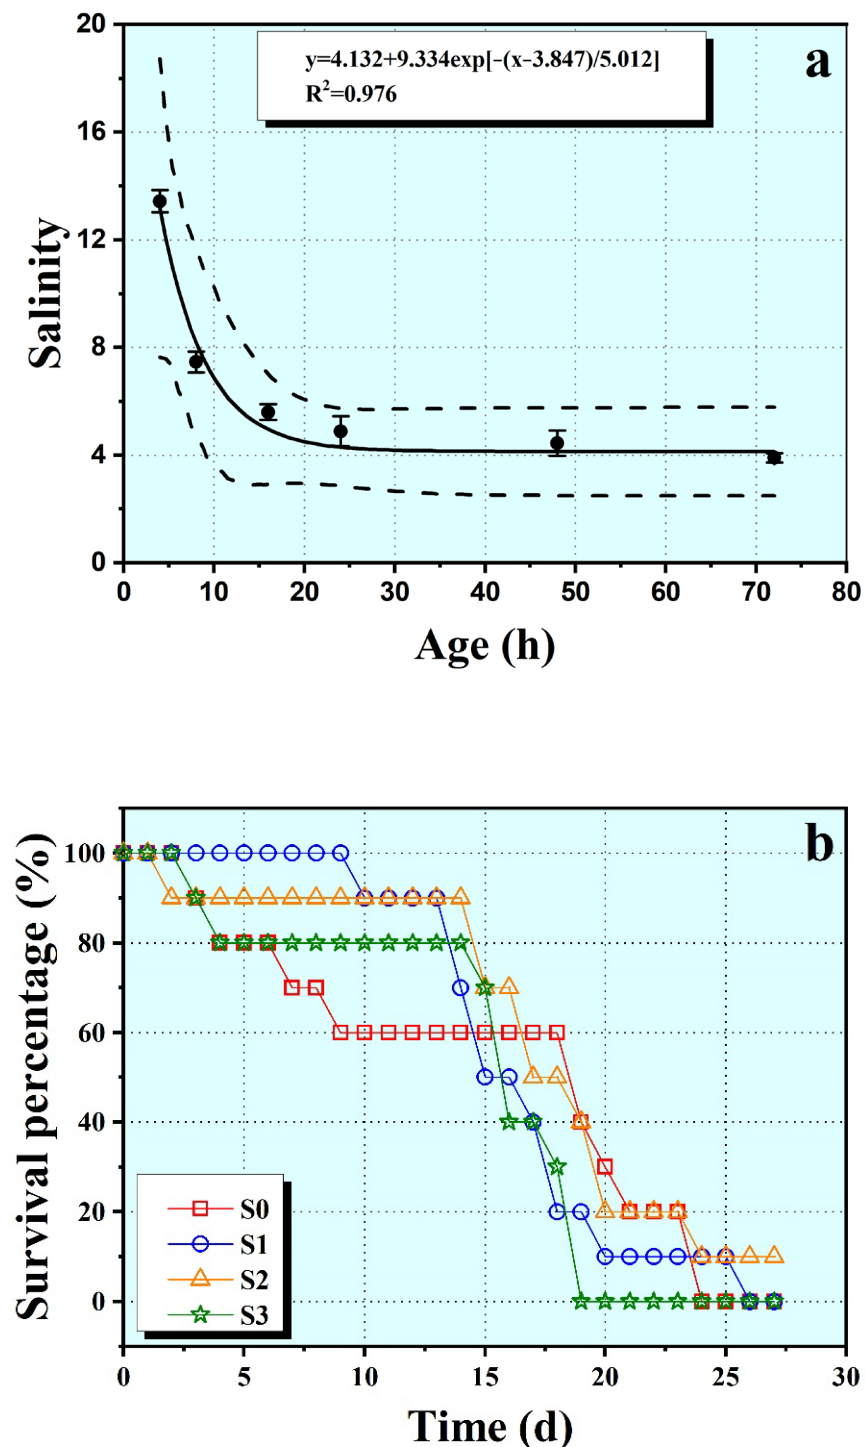 y=4.132+9.334exp[−(x−3.847)/5.012]
R²=0.976
a
Salinity
20
16
12
8
4
0
0 10 20 30 40 50 60 70 80
Age (h)
b
Survival percentage (%)
100
80
60
40
20
0
S0
S1
S2
S3
0 5 10 15 20 25 30
Time (d)